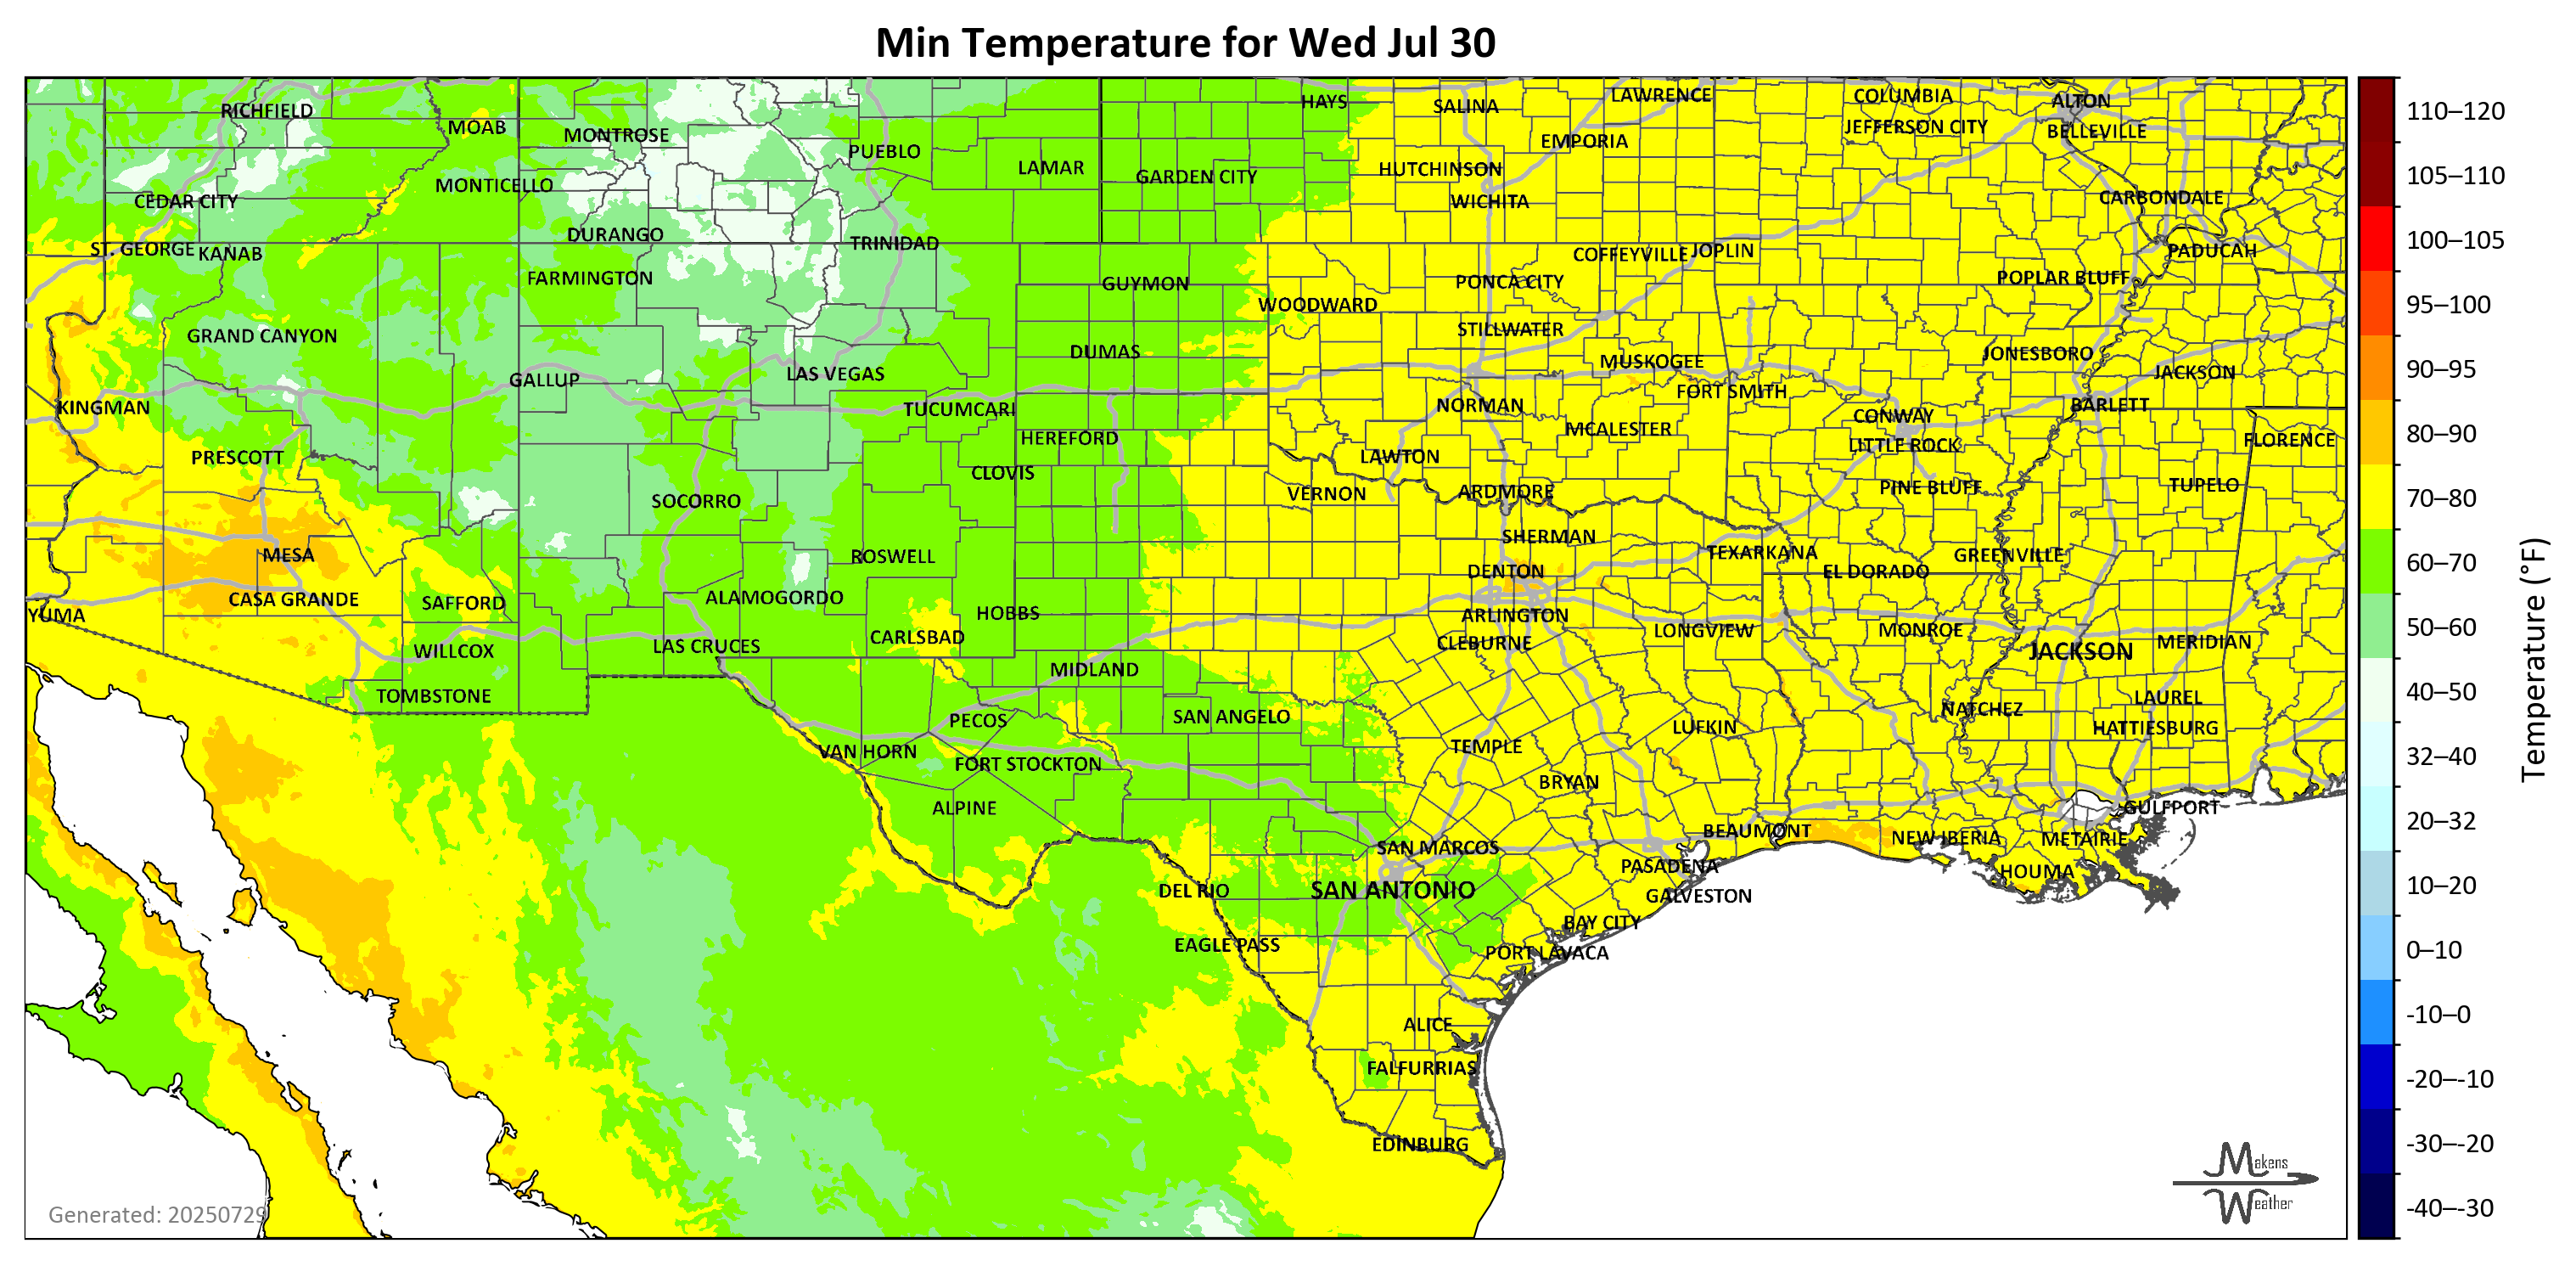 Min Temperature for Wed Jul 30
RICHFIELD
MOAB
MONTROSE
PUEBLO
LAMAR
HAYS
SALINA
LAWRENCE
COLUMBIA
ALTON
EMPORIA
JEFFERSON CITY
BELLEVILLE
MONTICELLO
GARDEN CITY
HUTCHINSON
CEDAR CITY
WICHITA
CARBONDALE
DURANGO
TRINIDAD
ST. GEORGE
KANAB
COFFEYVILLE
JOPLIN
PADUCAH
FARMINGTON
GUYMON
PONCA CITY
POPLAR BLUFF
WOODWARD
GRAND CANYON
STILLWATER
DUMAS
MUSKOGEE
JONESBORO
GALLUP
LAS VEGAS
JACKSON
FORT SMITH
KINGMAN
TUCUMCARI
NORMAN
CONWAY
BARLETT
HEREFORD
MCALESTER
LITTLE ROCK
FLORENCE
PRESCOTT
CLOVIS
LAWTON
SOCORRO
VERNON
ARDMORE
PINE BLUFF
TUPELO
MESA
ROSWELL
SHERMAN
TEXARKANA
GREENVILLE
DENTON
EL DORADO
CASA GRANDE
SAFFORD
ALAMOGORDO
HOBBS
YUMA
ARLINGTON
CARLSBAD
CLEBURNE
LONGVIEW
MONROE
MERIDIAN
WILLCOX
LAS CRUCES
JACKSON
MIDLAND
TOMBSTONE
LAUREL
PECOS
SAN ANGELO
NATCHEZ
LUFKIN
HATTIESBURG
VAN HORN
TEMPLE
FORT STOCKTON
BRYAN
ALPINE
GULFPORT
BEAUMONT
NEW IBERIA
METAIRIE
SAN MARCOS
PASADENA
HOUMA
DEL RIO
SAN ANTONIO
GALVESTON
BAY CITY
EAGLE PASS
PORT LAVACA
ALICE
FALFURRIAS
EDINBURG
Generated: 20250729
Makens
Weather
110–120
105–110
100–105
95–100
90–95
80–90
70–80
60–70
50–60
40–50
32–40
20–32
10–20
0–10
-10–0
-20–-10
-30–-20
-40–-30
Temperature (°F)